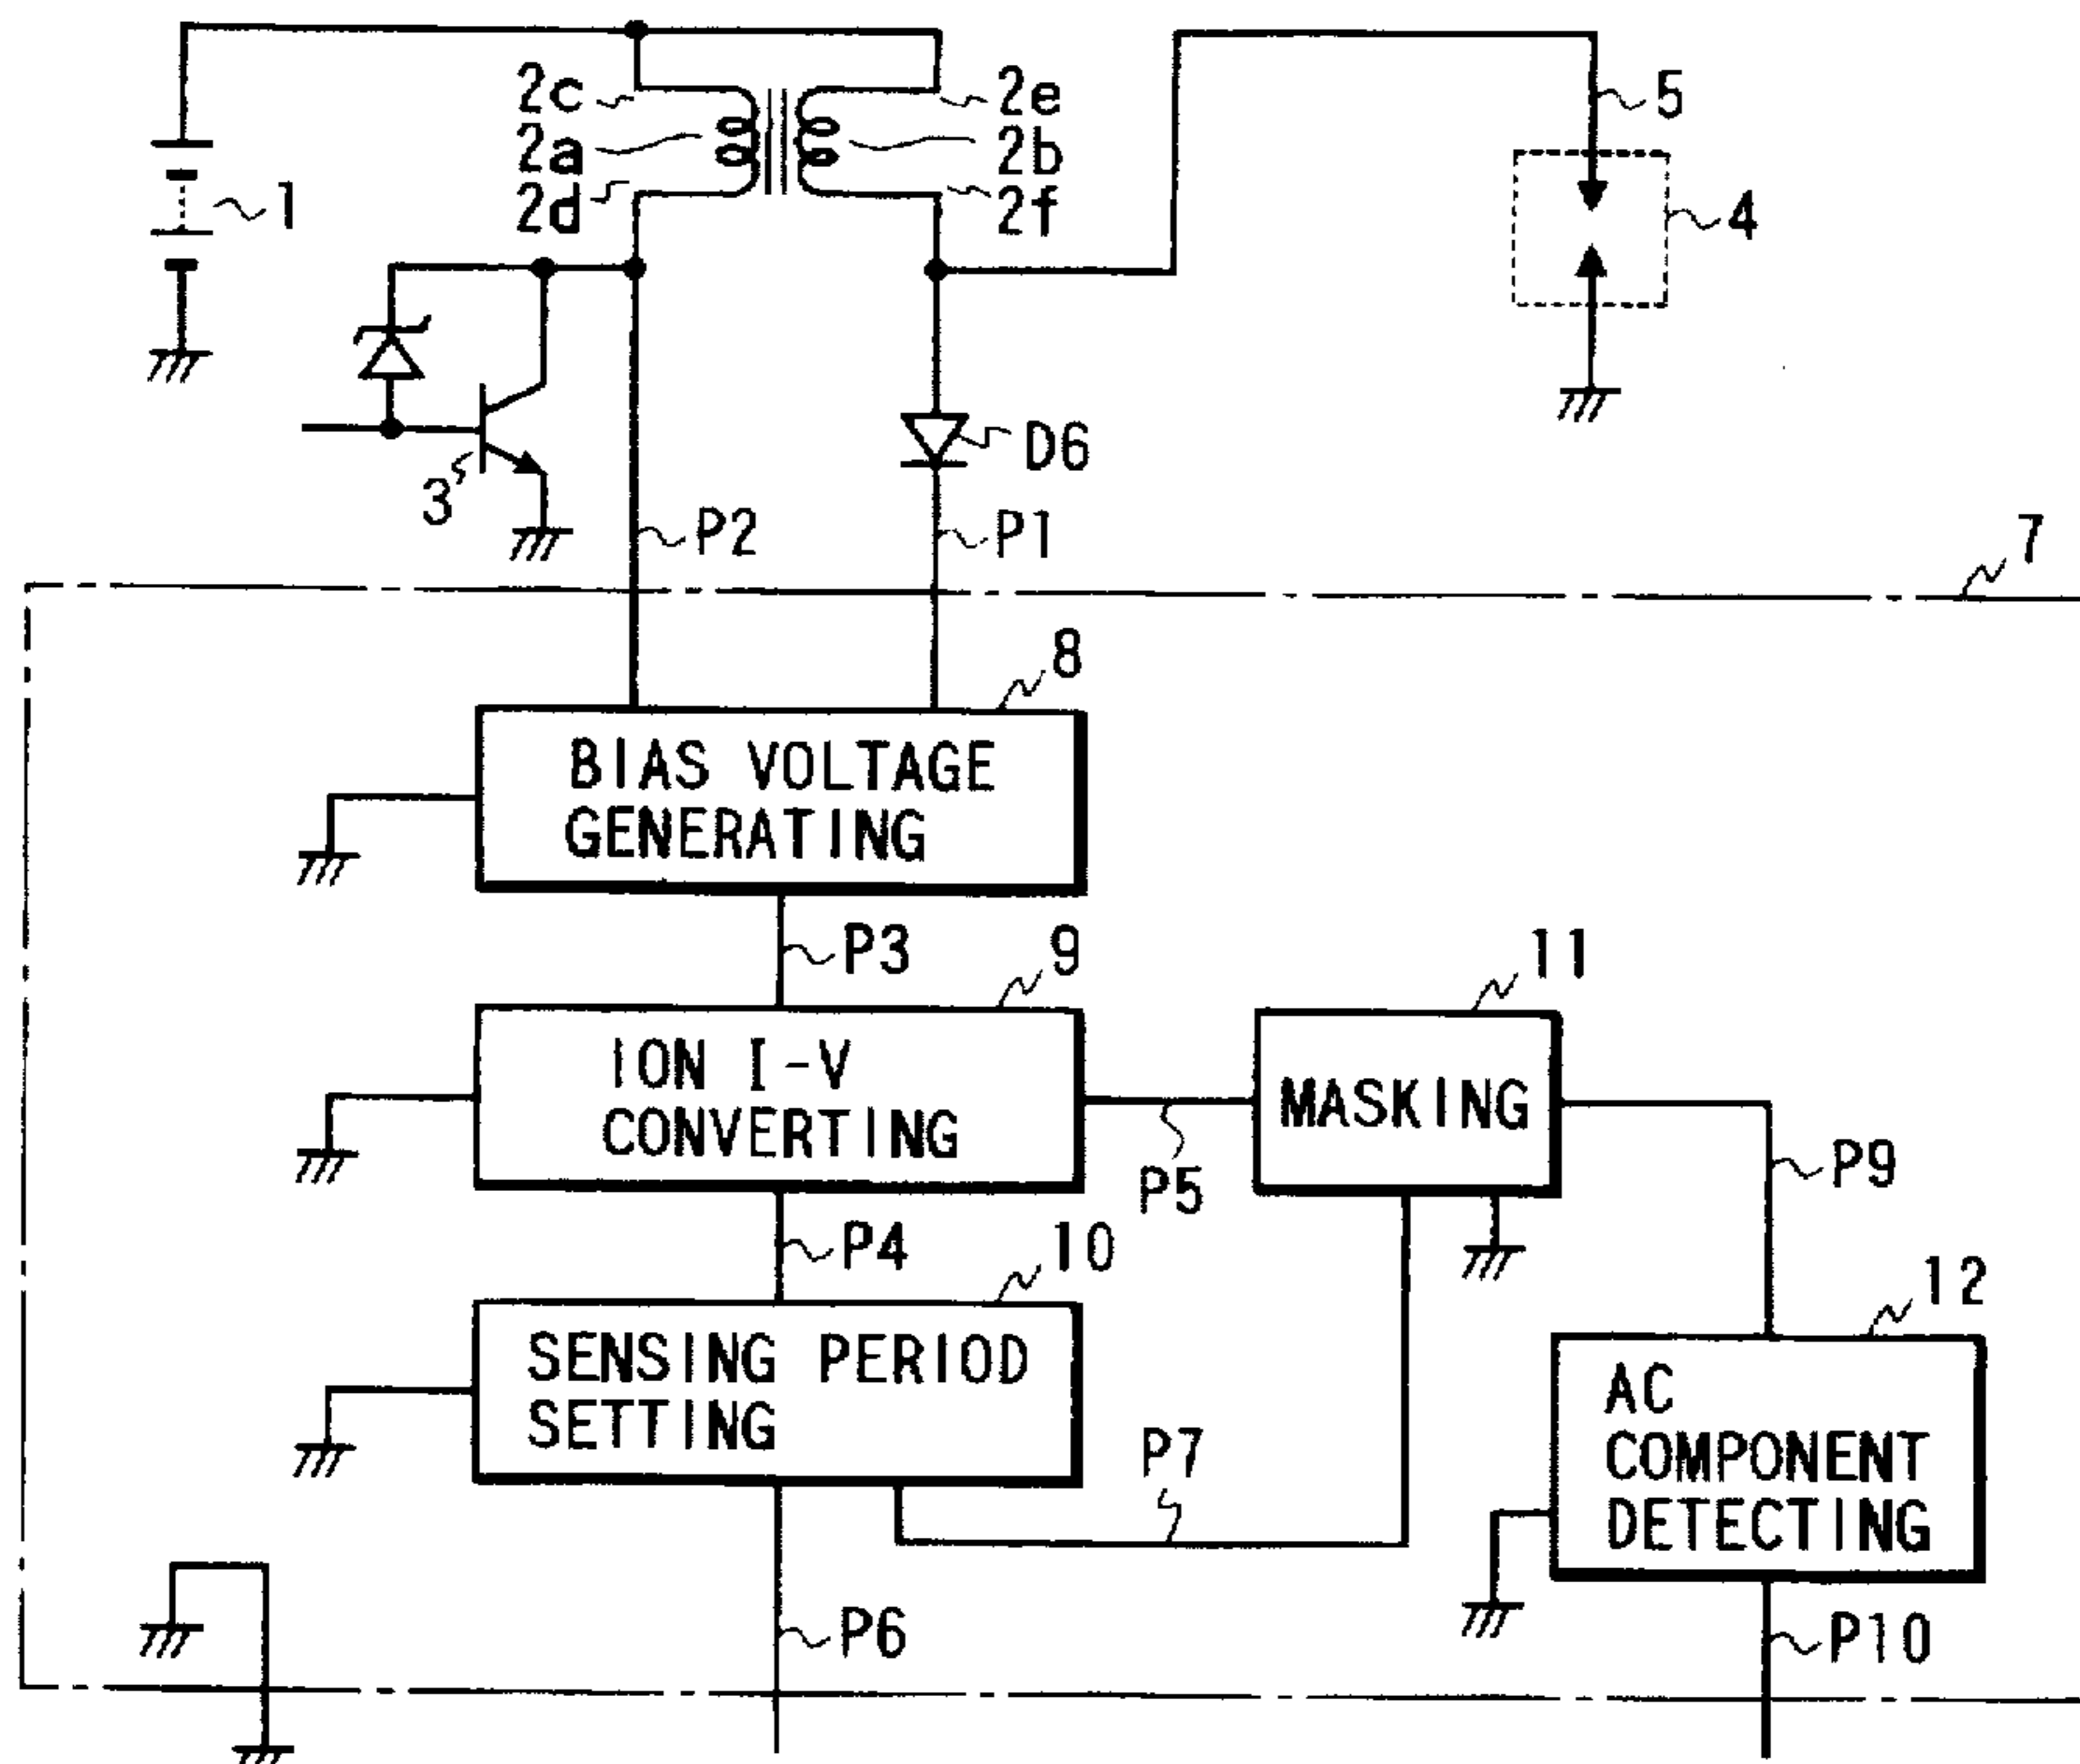 2c
2a
2d
2e
2b
2f
5
1
4
3
D6
P2
P1
7
8
BIAS VOLTAGE
GENERATING
P3
9
11
ION I-V
CONVERTING
MASKING
P5
P9
P4
10
12
SENSING PERIOD
SETTING
P7
AC
COMPONENT
DETECTING
P6
P10